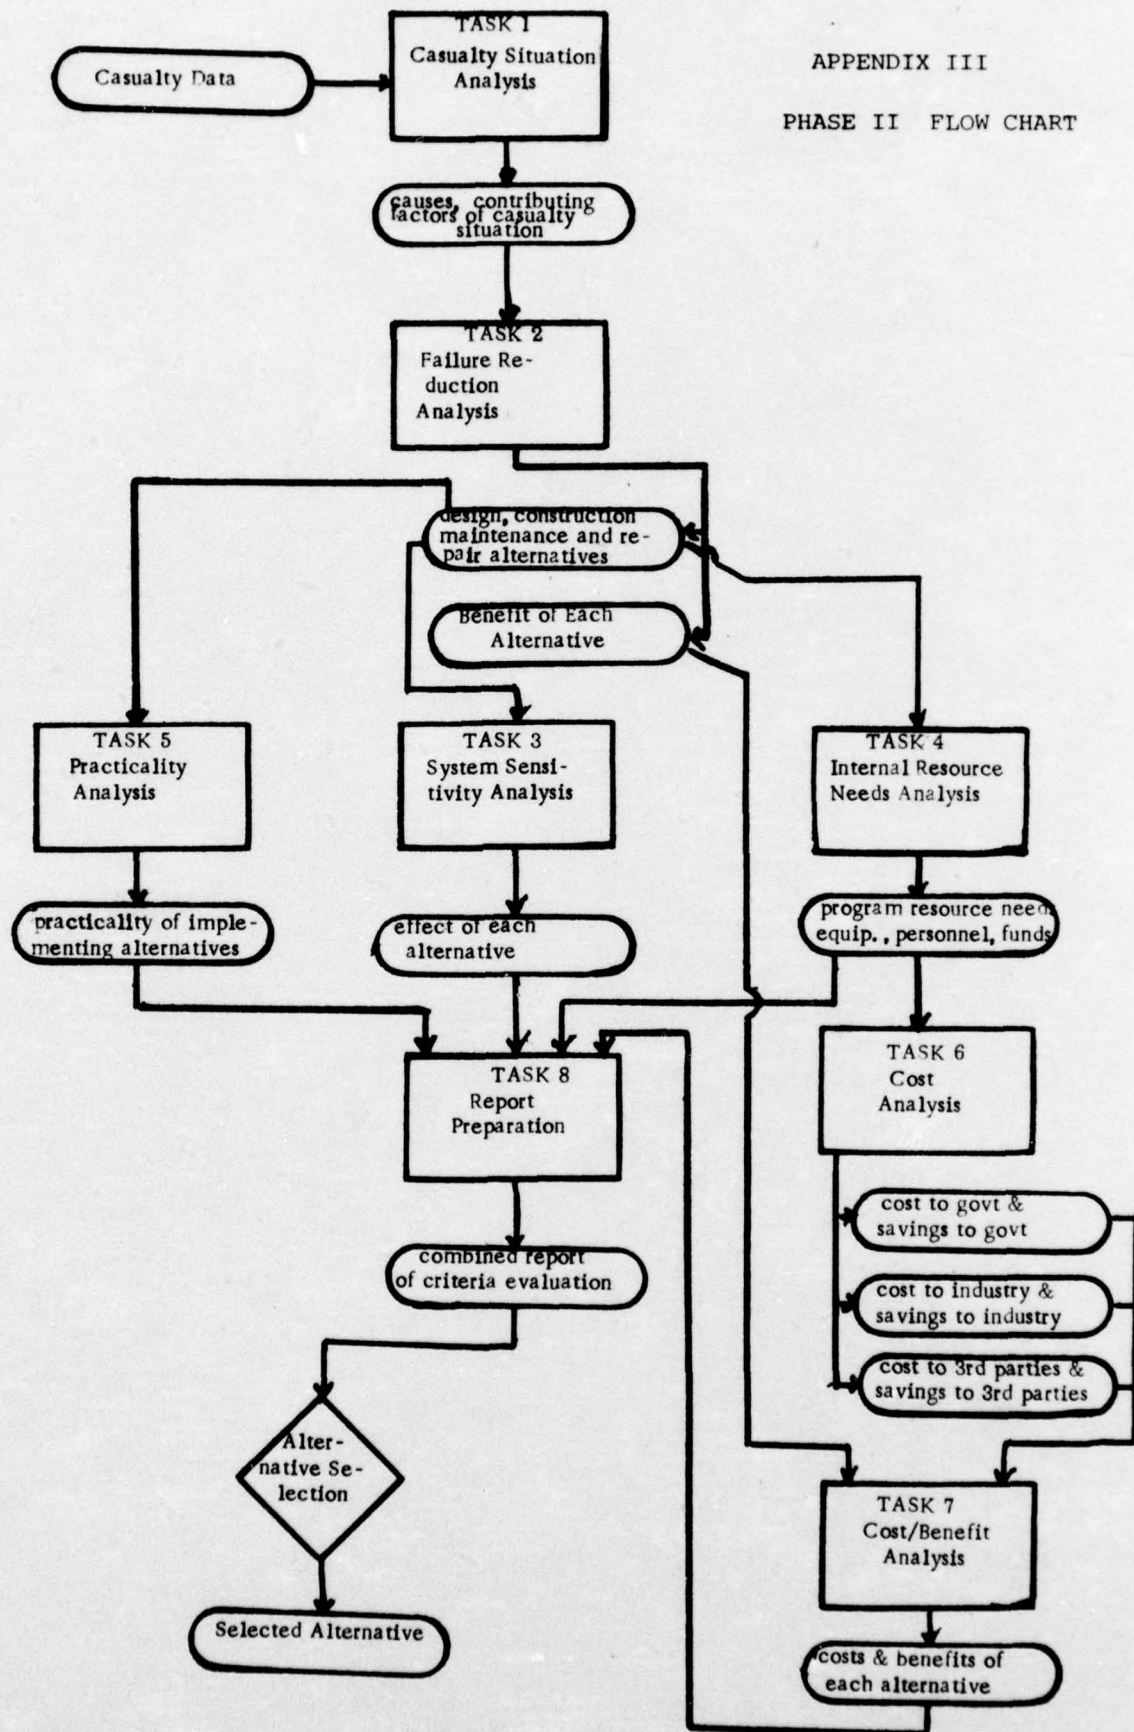 APPENDIX III
PHASE II FLOW CHART
Casualty Data
TASK 1
Casualty Situation
Analysis
causes, contributing
factors of casualty
situation
TASK 2
Failure Re-
duction
Analysis
design, construction
maintenance and re-
pair alternatives
Benefit of Each
Alternative
TASK 5
Practicality
Analysis
TASK 3
System Sensi-
tivity Analysis
TASK 4
Internal Resource
Needs Analysis
practicality of imple-
menting alternatives
effect of each
alternative
program resource need
equip., personnel, funds
TASK 8
Report
Preparation
TASK 6
Cost
Analysis
cost to govt &
savings to govt
cost to industry &
savings to industry
cost to 3rd parties &
savings to 3rd parties
combined report
of criteria evaluation
Alter-
native Se-
lection
Selected Alternative
TASK 7
Cost/Benefit
Analysis
costs & benefits of
each alternative